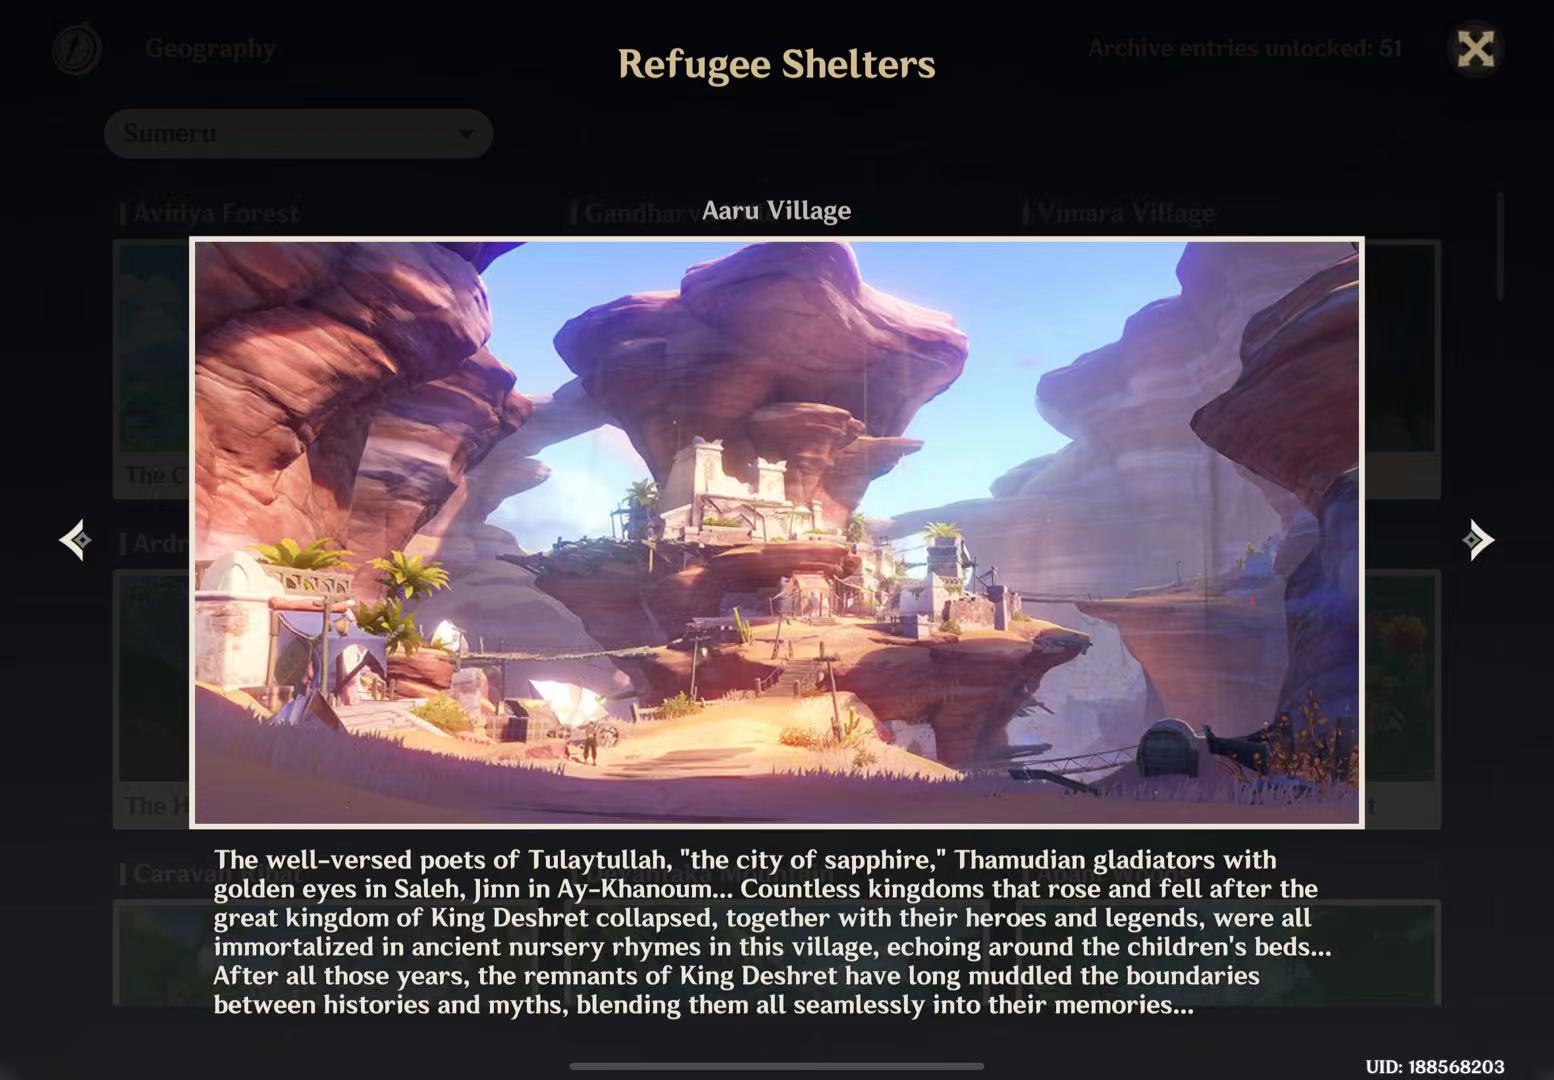 Geography
Refugee Shelters
Archive entries unlocked: 51
Sumeru
Avidya Forest
Gandharv
Vimara Village
Aaru Village
The C
Ardr
The H
t
Caravan Ribat
Devantaka Mountain
The well-versed poets of Tulaytullah, "the city of sapphire," Thamudian gladiators with
golden eyes in Saleh, Jinn in Ay-Khanoum... Countless kingdoms that rose and fell after the
great kingdom of King Deshret collapsed, together with their heroes and legends, were all
immortalized in ancient nursery rhymes in this village, echoing around the children's beds...
After all those years, the remnants of King Deshret have long muddled the boundaries
between histories and myths, blending them all seamlessly into their memories...
UID: 188568203